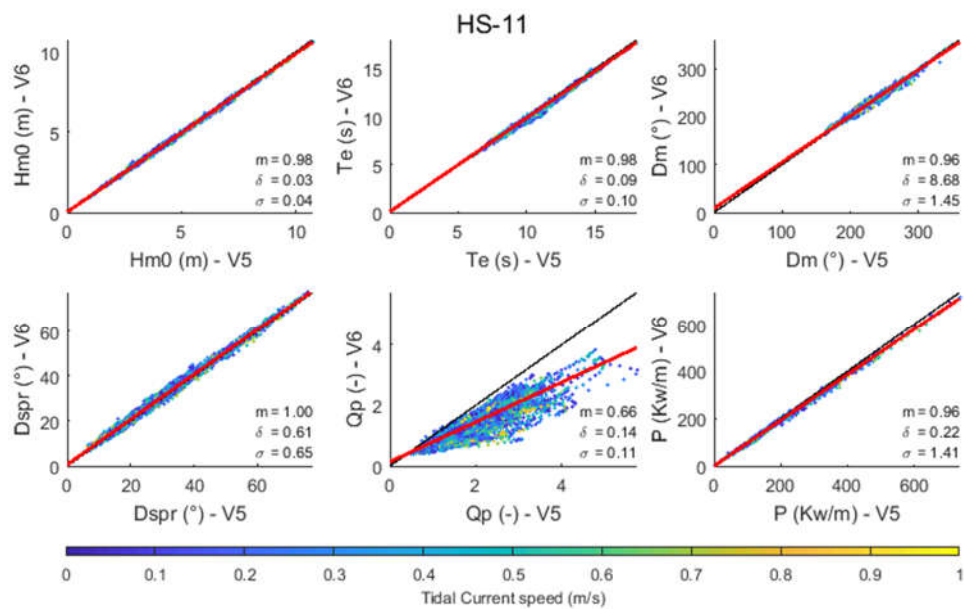 HS-11
Hm0 (m) - V6
10
5
0
m = 0.98
δ = 0.03
σ = 0.04
0 5 10
Hm0 (m) - V5
Te (s) - V6
15
10
5
0
m = 0.98
δ = 0.09
σ = 0.10
0 5 10 15
Te (s) - V5
Dm (°) - V6
300
200
100
0
m = 0.96
δ = 8.68
σ = 1.45
0 100 200 300
Dm (°) - V5
Dspr (°) - V6
60
40
20
0
m = 1.00
δ = 0.61
σ = 0.65
0 20 40 60
Dspr (°) - V5
Qp (-) - V6
4
2
0
m = 0.66
δ = 0.14
σ = 0.11
0 2 4
Qp (-) - V5
P (Kw/m) - V6
600
400
200
0
m = 0.96
δ = 0.22
σ = 1.41
0 200 400 600
P (Kw/m) - V5
0 0.1 0.2 0.3 0.4 0.5 0.6 0.7 0.8 0.9 1
Tidal Current speed (m/s)